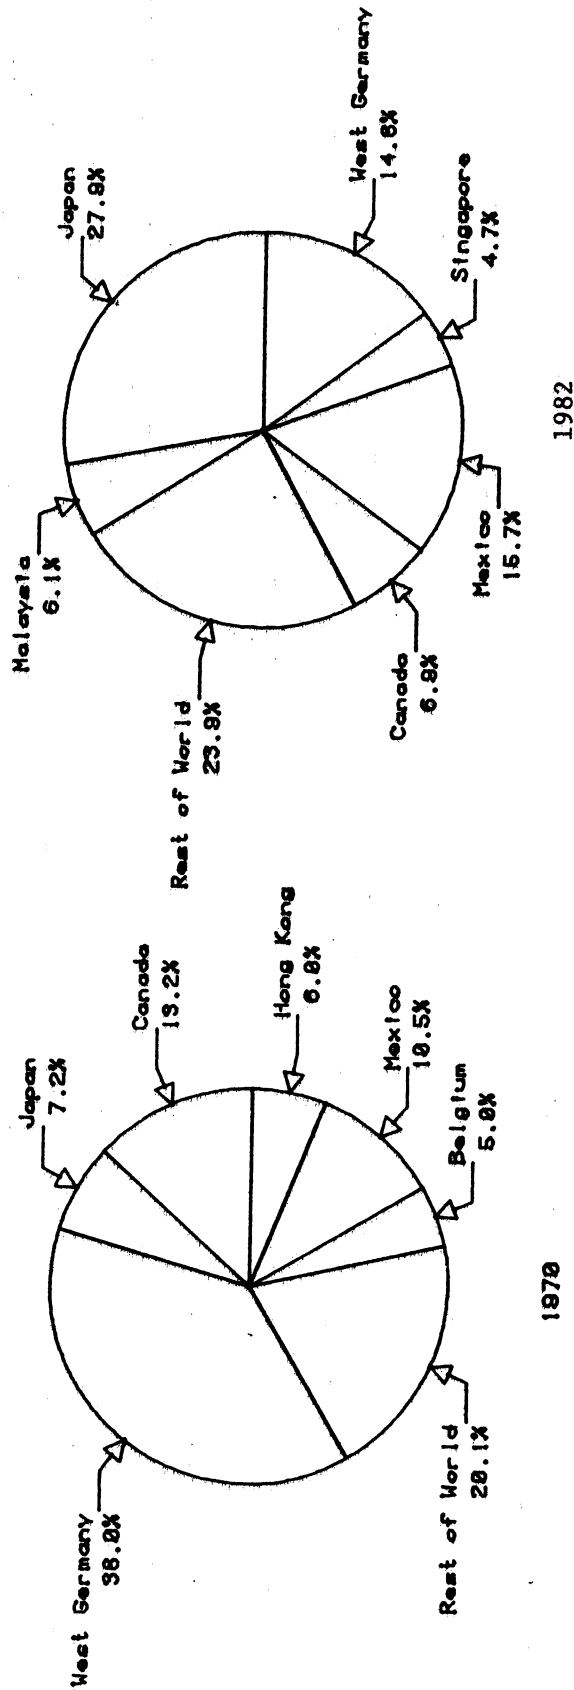 Japan
7.2%
Canada
13.2%
West Germany
38.0%
Hong Kong
6.0%
Mexico
10.5%
Belgium
5.0%
Rest of World
20.1%
1970
Malaysia
6.1%
Japan
27.9%
Rest of World
23.9%
West Germany
14.8%
Canada
6.9%
Mexico
15.7%
Singapore
4.7%
1982